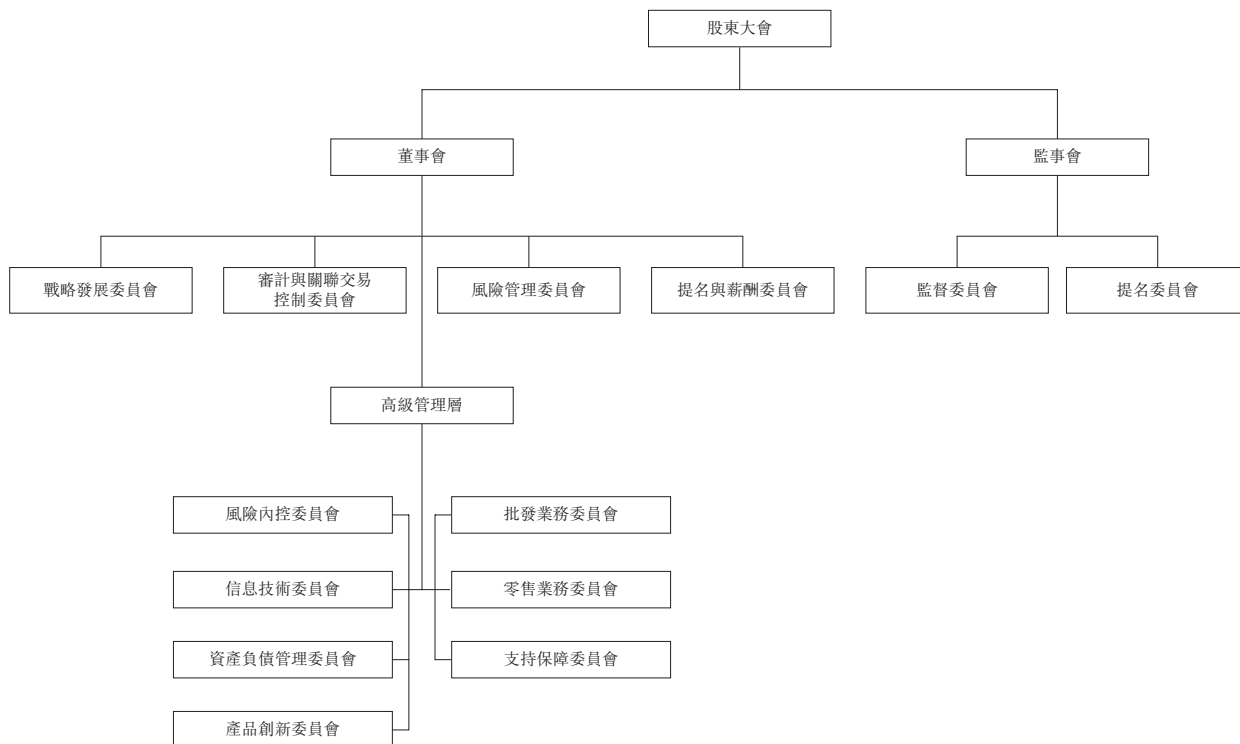 股東大會
董事會
監事會
戰略發展委員會
審計與關聯交易
控制委員會
風險管理委員會
提名與薪酬委員會
監督委員會
提名委員會
高級管理層
風險內控委員會
批發業務委員會
信息技術委員會
零售業務委員會
資產負債管理委員會
支持保障委員會
產品創新委員會